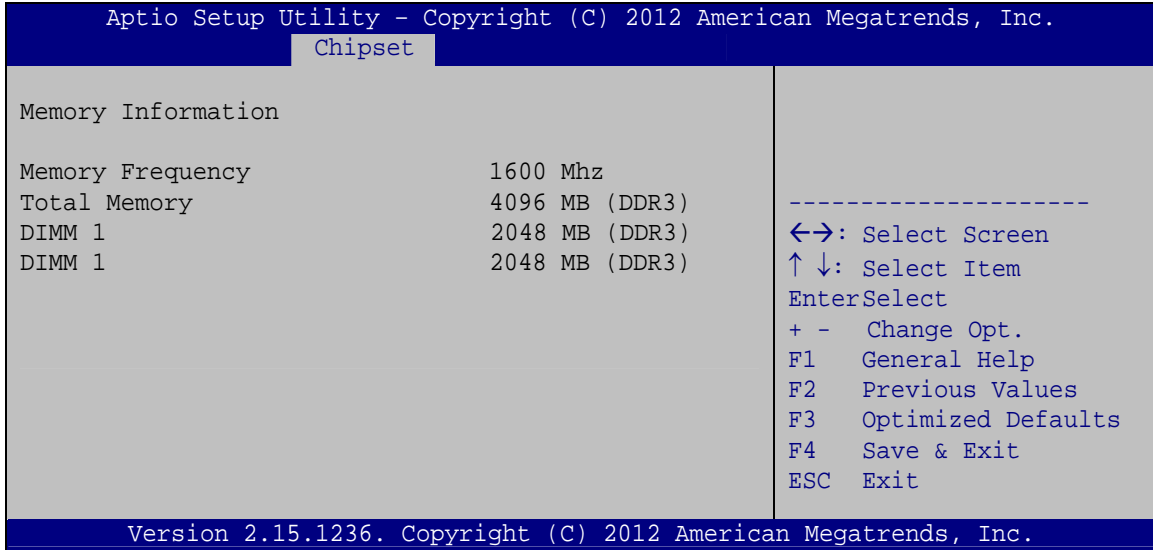 Aptio Setup Utility – Copyright (C) 2012 American Megatrends, Inc.
Chipset
Memory Information
Memory Frequency 1600 Mhz
Total Memory 4096 MB (DDR3)
DIMM 1 2048 MB (DDR3)
DIMM 1 2048 MB (DDR3)
---------------------
←→: Select Screen
↑ ↓: Select Item
EnterSelect
+ - Change Opt.
F1 General Help
F2 Previous Values
F3 Optimized Defaults
F4 Save & Exit
ESC Exit
Version 2.15.1236. Copyright (C) 2012 American Megatrends, Inc.